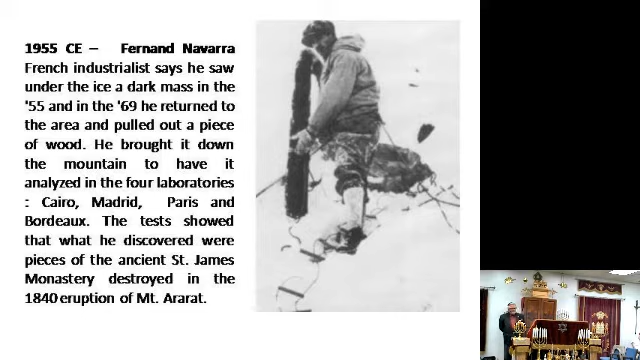 1955 CE – Fernand Navarra
French industrialist says he saw
under the ice a dark mass in the
'55 and in the '69 he returned to
the area and pulled out a piece
of wood. He brought it down
the mountain to have it
analyzed in the four laboratories
: Cairo, Madrid, Paris and
Bordeaux. The tests showed
that what he discovered were
pieces of the ancient St. James
Monastery destroyed in the
1840 eruption of Mt. Ararat.